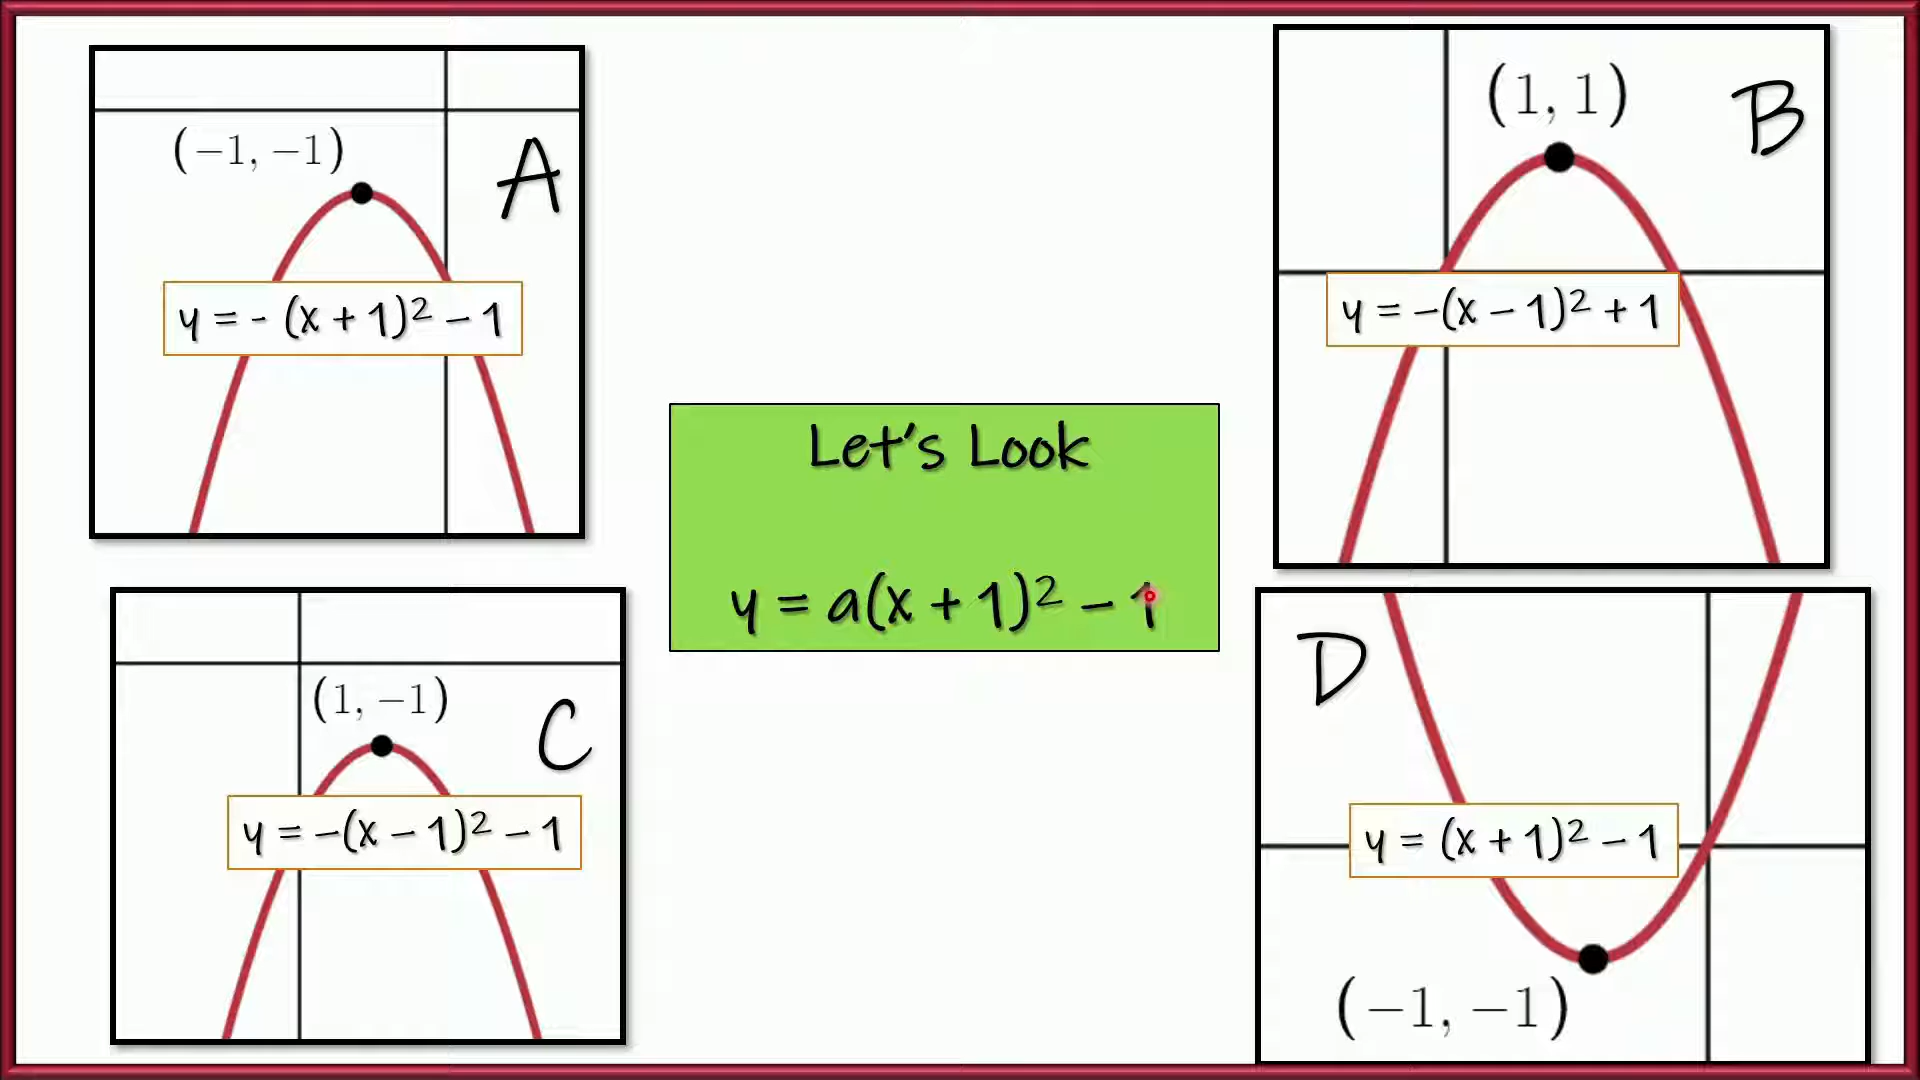 (−1, −1)
A
y = - (x + 1)² − 1
(1, 1)
B
y = −(x − 1)² + 1
Let's Look
y = a(x + 1)² − 1
(1, −1)
C
y = −(x − 1)² − 1
D
y = (x + 1)² − 1
(−1, −1)